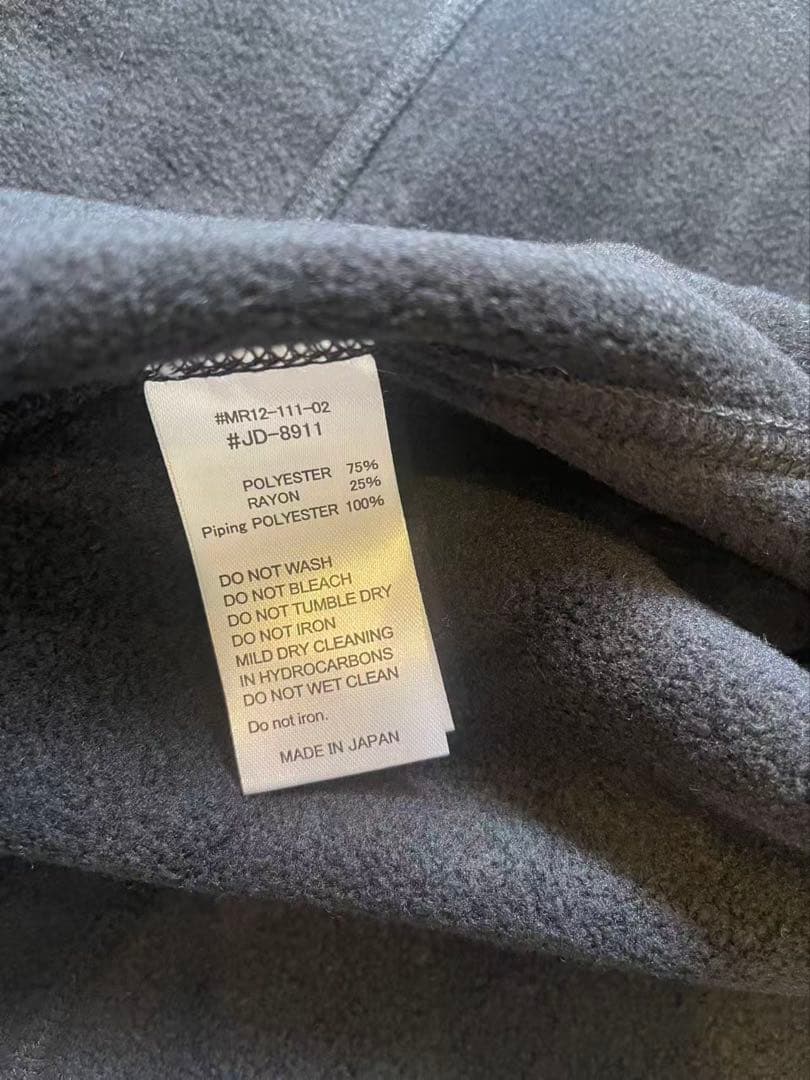 #MR12-111-02
#JD-8911
POLYESTER 75%
RAYON 25%
Piping POLYESTER 100%
DO NOT WASH
DO NOT BLEACH
DO NOT TUMBLE DRY
DO NOT IRON
MILD DRY CLEANING
IN HYDROCARBONS
DO NOT WET CLEAN
Do not iron.
MADE IN JAPAN